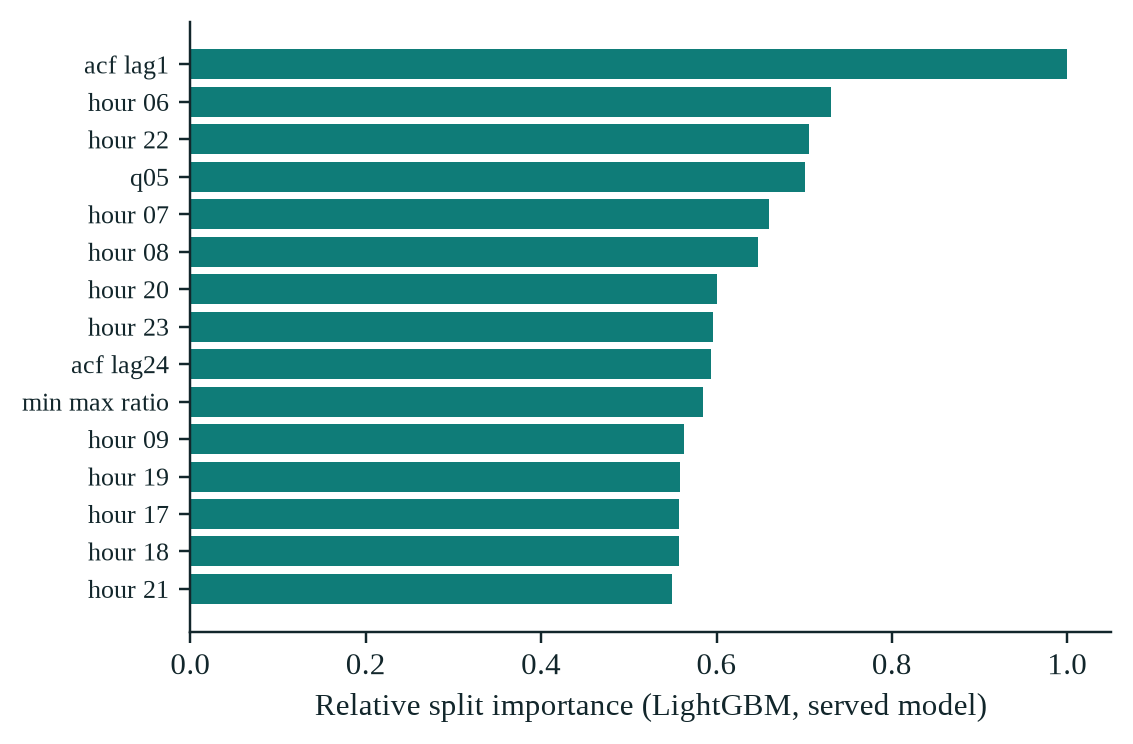 acf lag1
hour 06
hour 22
q05
hour 07
hour 08
hour 20
hour 23
acf lag24
min max ratio
hour 09
hour 19
hour 17
hour 18
hour 21
0.0 0.2 0.4 0.6 0.8 1.0
Relative split importance (LightGBM, served model)